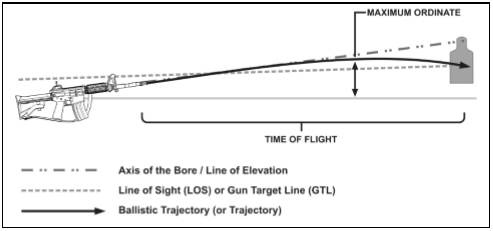 MAXIMUM ORDINATE
TIME OF FLIGHT
Axis of the Bore / Line of Elevation
Line of Sight (LOS) or Gun Target Line (GTL)
Ballistic Trajectory (or Trajectory)